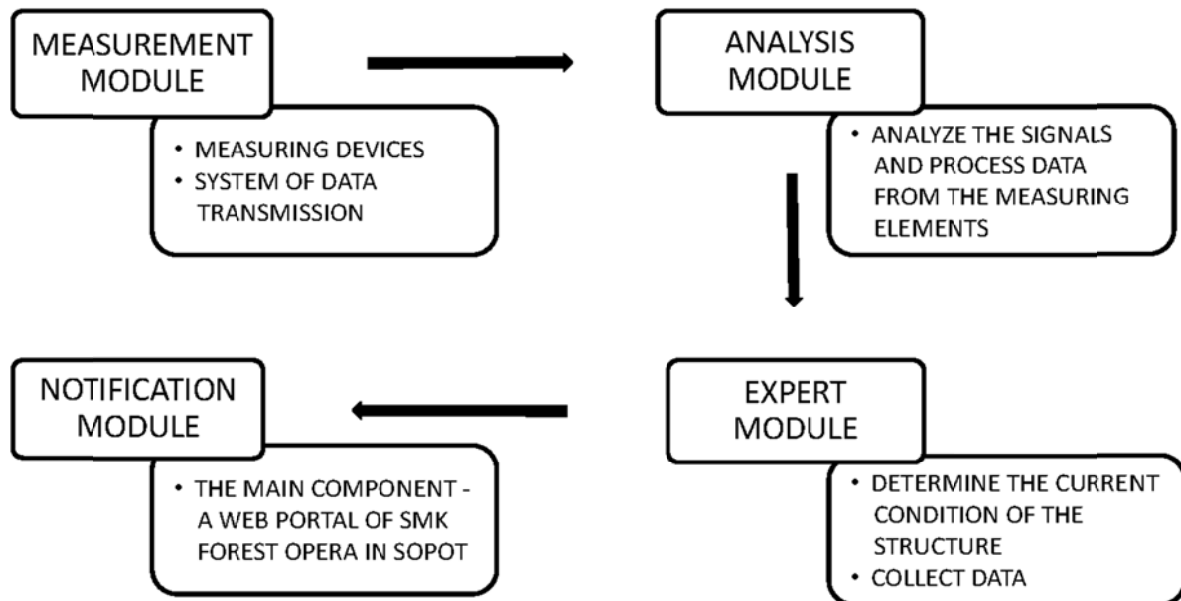 MEASUREMENT
MODULE
• MEASURING DEVICES
• SYSTEM OF DATA
TRANSMISSION
ANALYSIS
MODULE
• ANALYZE THE SIGNALS
AND PROCESS DATA
FROM THE MEASURING
ELEMENTS
NOTIFICATION
MODULE
• THE MAIN COMPONENT -
A WEB PORTAL OF SMK
FOREST OPERA IN SOPOT
EXPERT
MODULE
• DETERMINE THE CURRENT
CONDITION OF THE
STRUCTURE
• COLLECT DATA